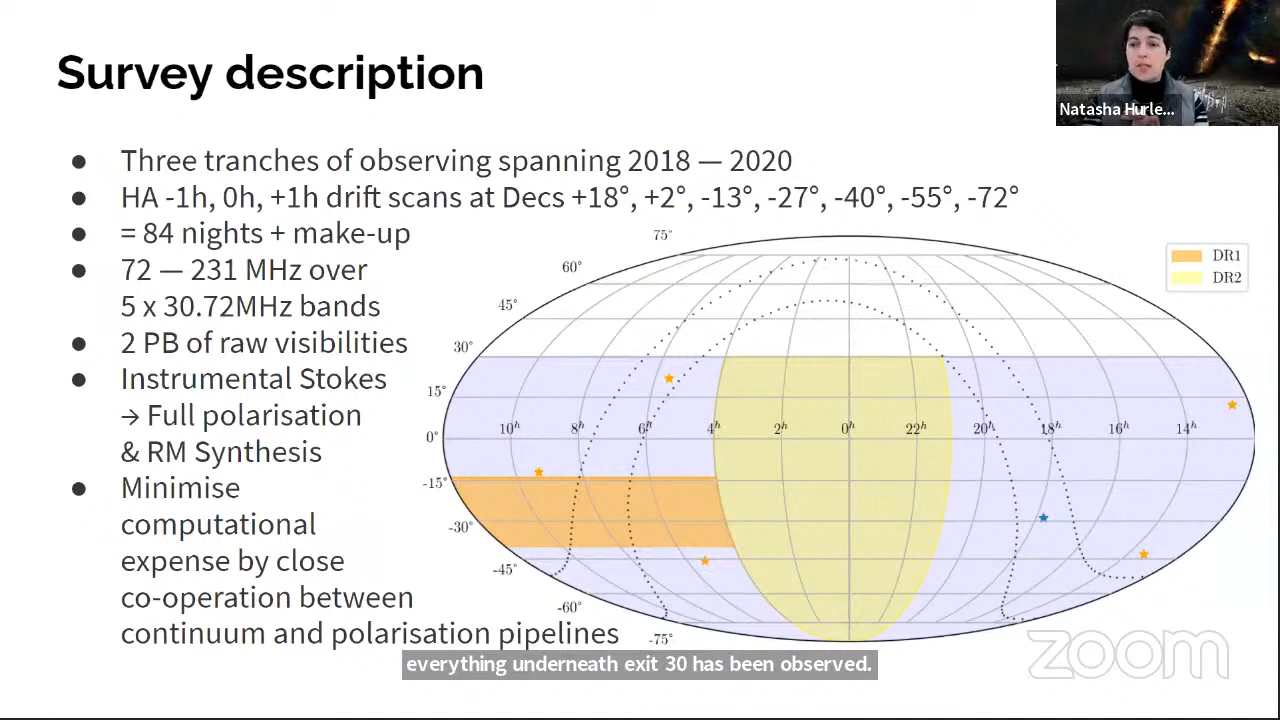 Survey description
Natasha Hurle...
● Three tranches of observing spanning 2018 — 2020
● HA -1h, 0h, +1h drift scans at Decs +18°, +2°, -13°, -27°, -40°, -55°, -72°
● = 84 nights + make-up
● 72 — 231 MHz over
5 x 30.72MHz bands
● 2 PB of raw visibilities
● Instrumental Stokes
→ Full polarisation
& RM Synthesis
● Minimise
computational
expense by close
co-operation between
continuum and polarisation pipelines
75°
60°
45°
30°
15°
0°
-15°
-30°
-45°
-60°
-75°
10h 8h 6h 4h 2h 0h 22h 20h 18h 16h 14h
DR1
DR2
everything underneath exit 30 has been observed.
zoom